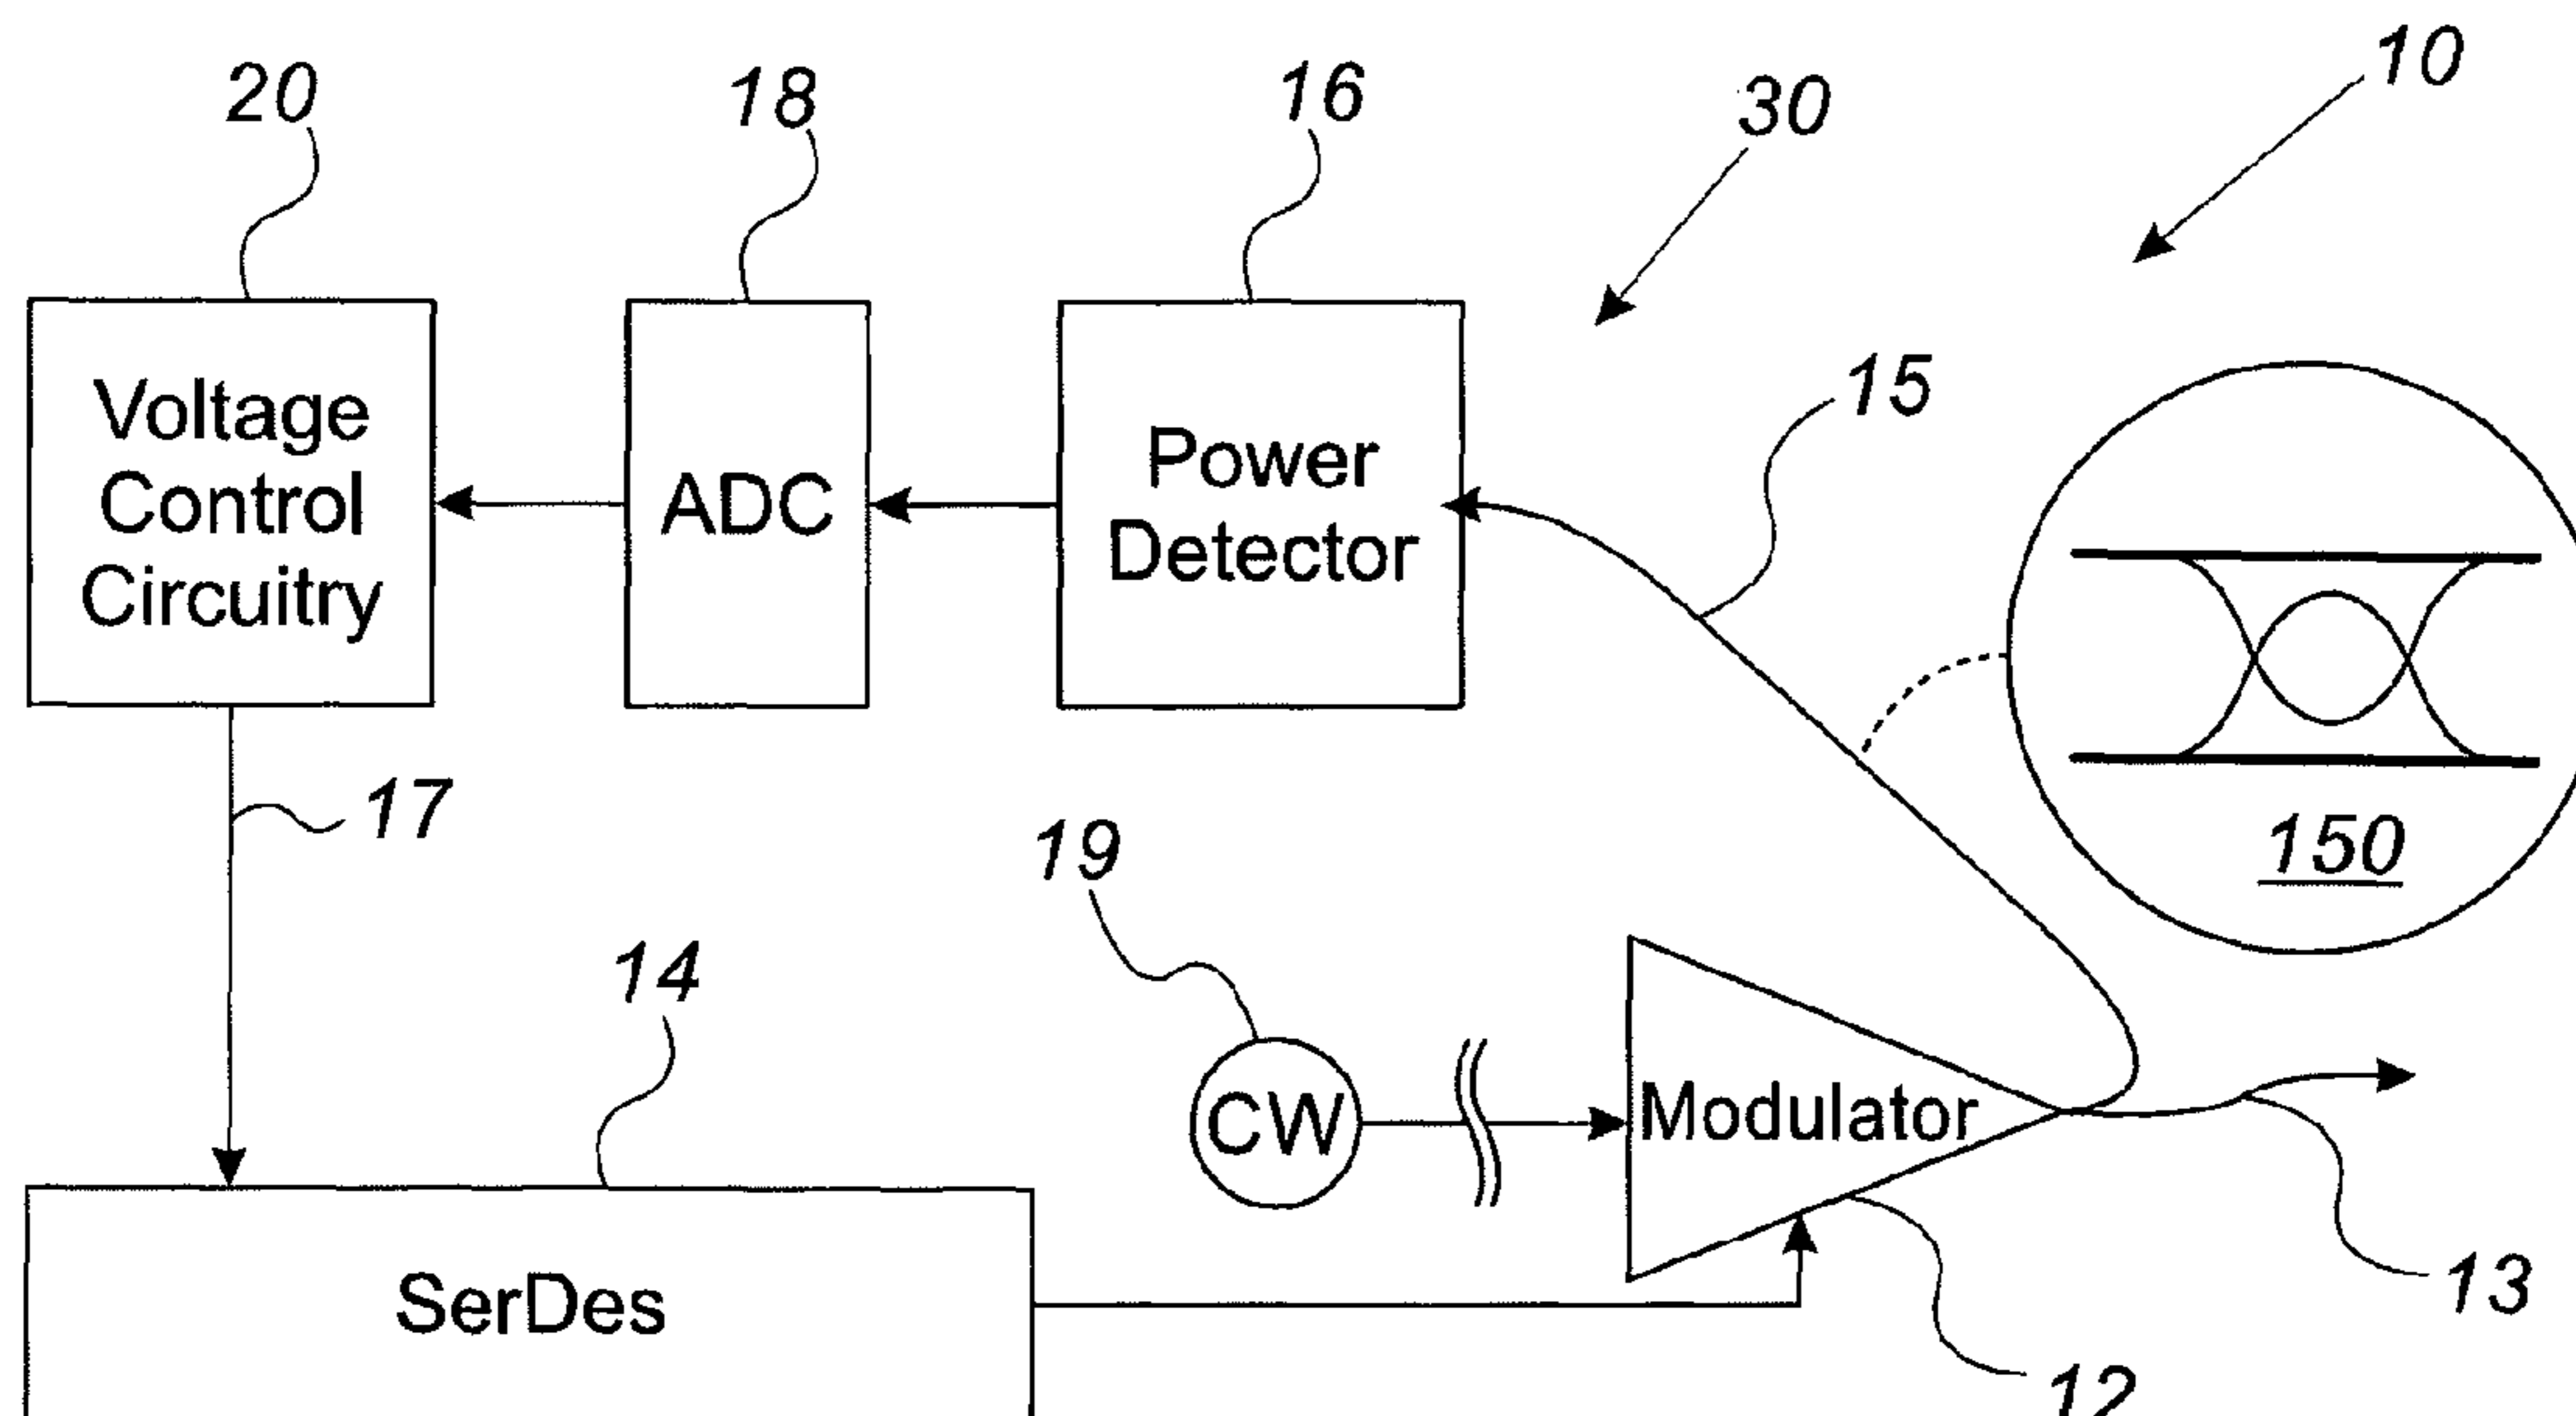 20
18
16
30
10
15
Voltage
Control
Circuitry
ADC
Power
Detector
17
19
150
14
CW
Modulator
SerDes
13
12